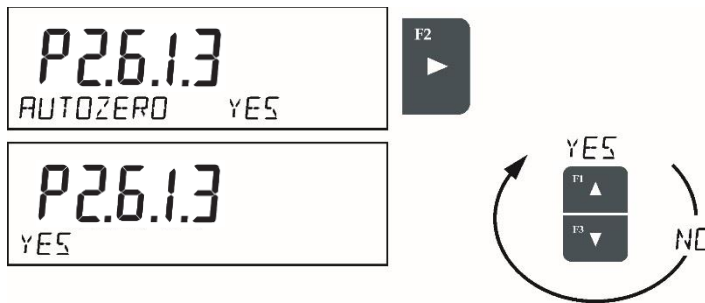 P2.6.1.3
AUTOZERO YES
F2
P2.6.1.3
YES
YES
F1
F3
NO